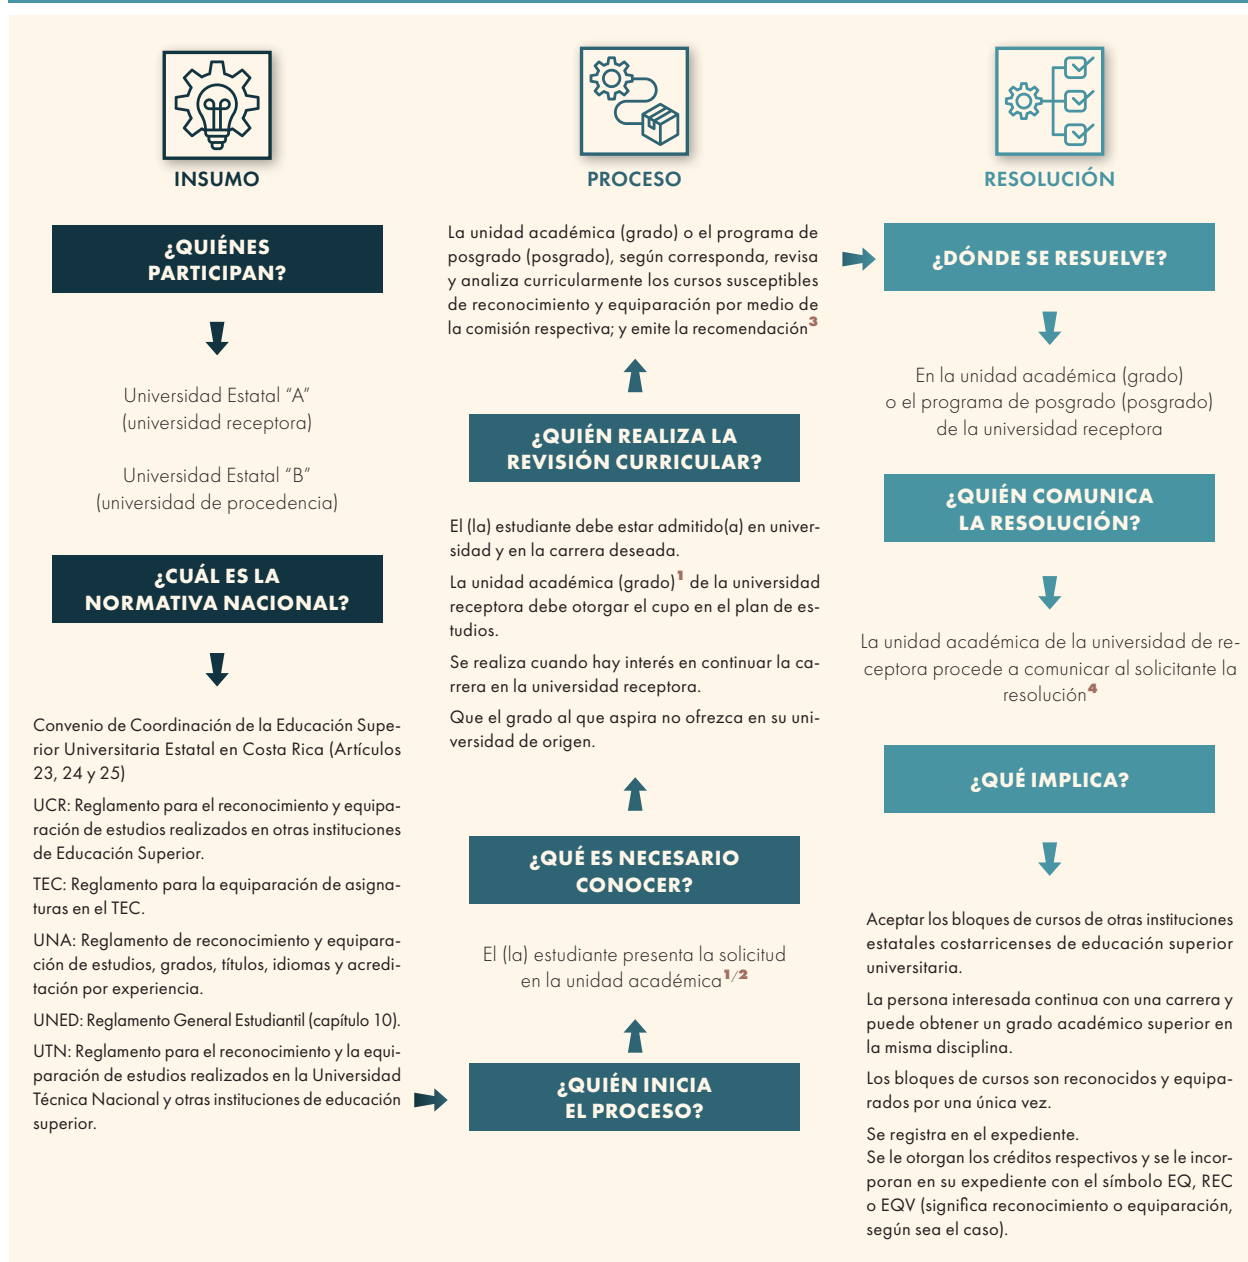 INSUMO
¿QUIÉNES
PARTICIPAN?
Universidad Estatal “A”
(universidad receptora)
Universidad Estatal “B”
(universidad de procedencia)
¿CUÁL ES LA
NORMATIVA NACIONAL?
Convenio de Coordinación de la Educación Supe-
rior Universitaria Estatal en Costa Rica (Artículos
23, 24 y 25)
UCR: Reglamento para el reconocimiento y equipa-
ración de estudios realizados en otras instituciones
de Educación Superior.
TEC: Reglamento para la equiparación de asigna-
turas en el TEC.
UNA: Reglamento de reconocimiento y equipara-
ción de estudios, grados, títulos, idiomas y acredi-
tación por experiencia.
UNED: Reglamento General Estudiantil (capítulo 10).
UTN: Reglamento para el reconocimiento y la equi-
paración de estudios realizados en la Universidad
Técnica Nacional y otras instituciones de educación
superior.
PROCESO
La unidad académica (grado) o el programa de
posgrado (posgrado), según corresponda, revisa
y analiza curricularmente los cursos susceptibles
de reconocimiento y equiparación por medio de
la comisión respectiva; y emite la recomendación3
¿QUIÉN REALIZA LA
REVISIÓN CURRICULAR?
El (la) estudiante debe estar admitido(a) en univer-
sidad y en la carrera deseada.
La unidad académica (grado)1 de la universidad
receptora debe otorgar el cupo en el plan de es-
tudios.
Se realiza cuando hay interés en continuar la ca-
rrera en la universidad receptora.
Que el grado al que aspira no ofrezca en su uni-
versidad de origen.
¿QUÉ ES NECESARIO
CONOCER?
El (la) estudiante presenta la solicitud
en la unidad académica1/2
¿QUIÉN INICIA
EL PROCESO?
RESOLUCIÓN
¿DÓNDE SE RESUELVE?
En la unidad académica (grado)
o el programa de posgrado (posgrado)
de la universidad receptora
¿QUIÉN COMUNICA
LA RESOLUCIÓN?
La unidad académica de la universidad de re-
ceptora procede a comunicar al solicitante la
resolución4
¿QUÉ IMPLICA?
Aceptar los bloques de cursos de otras instituciones
estatales costarricenses de educación superior
universitaria.
La persona interesada continua con una carrera y
puede obtener un grado académico superior en
la misma disciplina.
Los bloques de cursos son reconocidos y equipa-
rados por una única vez.
Se registra en el expediente.
Se le otorgan los créditos respectivos y se le incor-
poran en su expediente con el símbolo EQ, REC
o EQV (significa reconocimiento o equiparación,
según sea el caso).